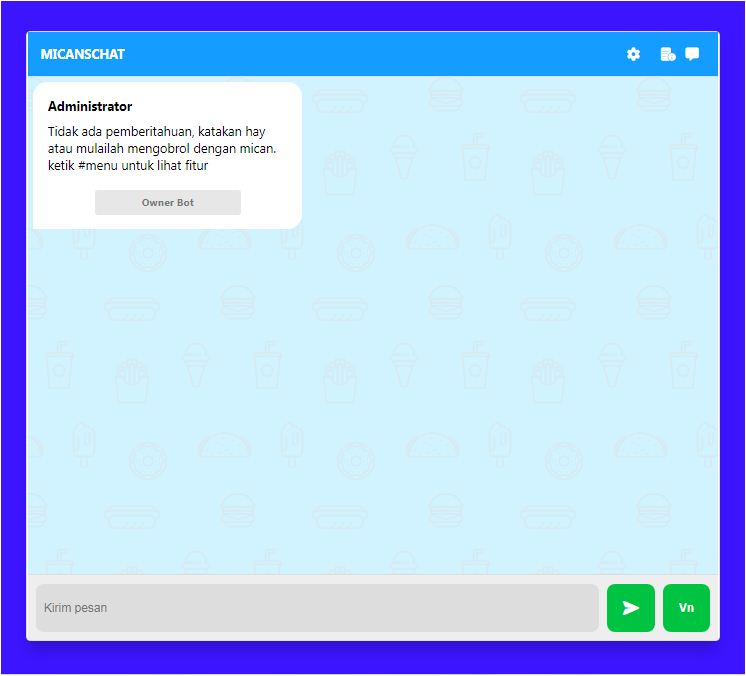 MICANSCHAT
Administrator
Tidak ada pemberitahuan, katakan hay
atau mulailah mengobrol dengan mican.
ketik #menu untuk lihat fitur
Owner Bot
Kirim pesan
Vn